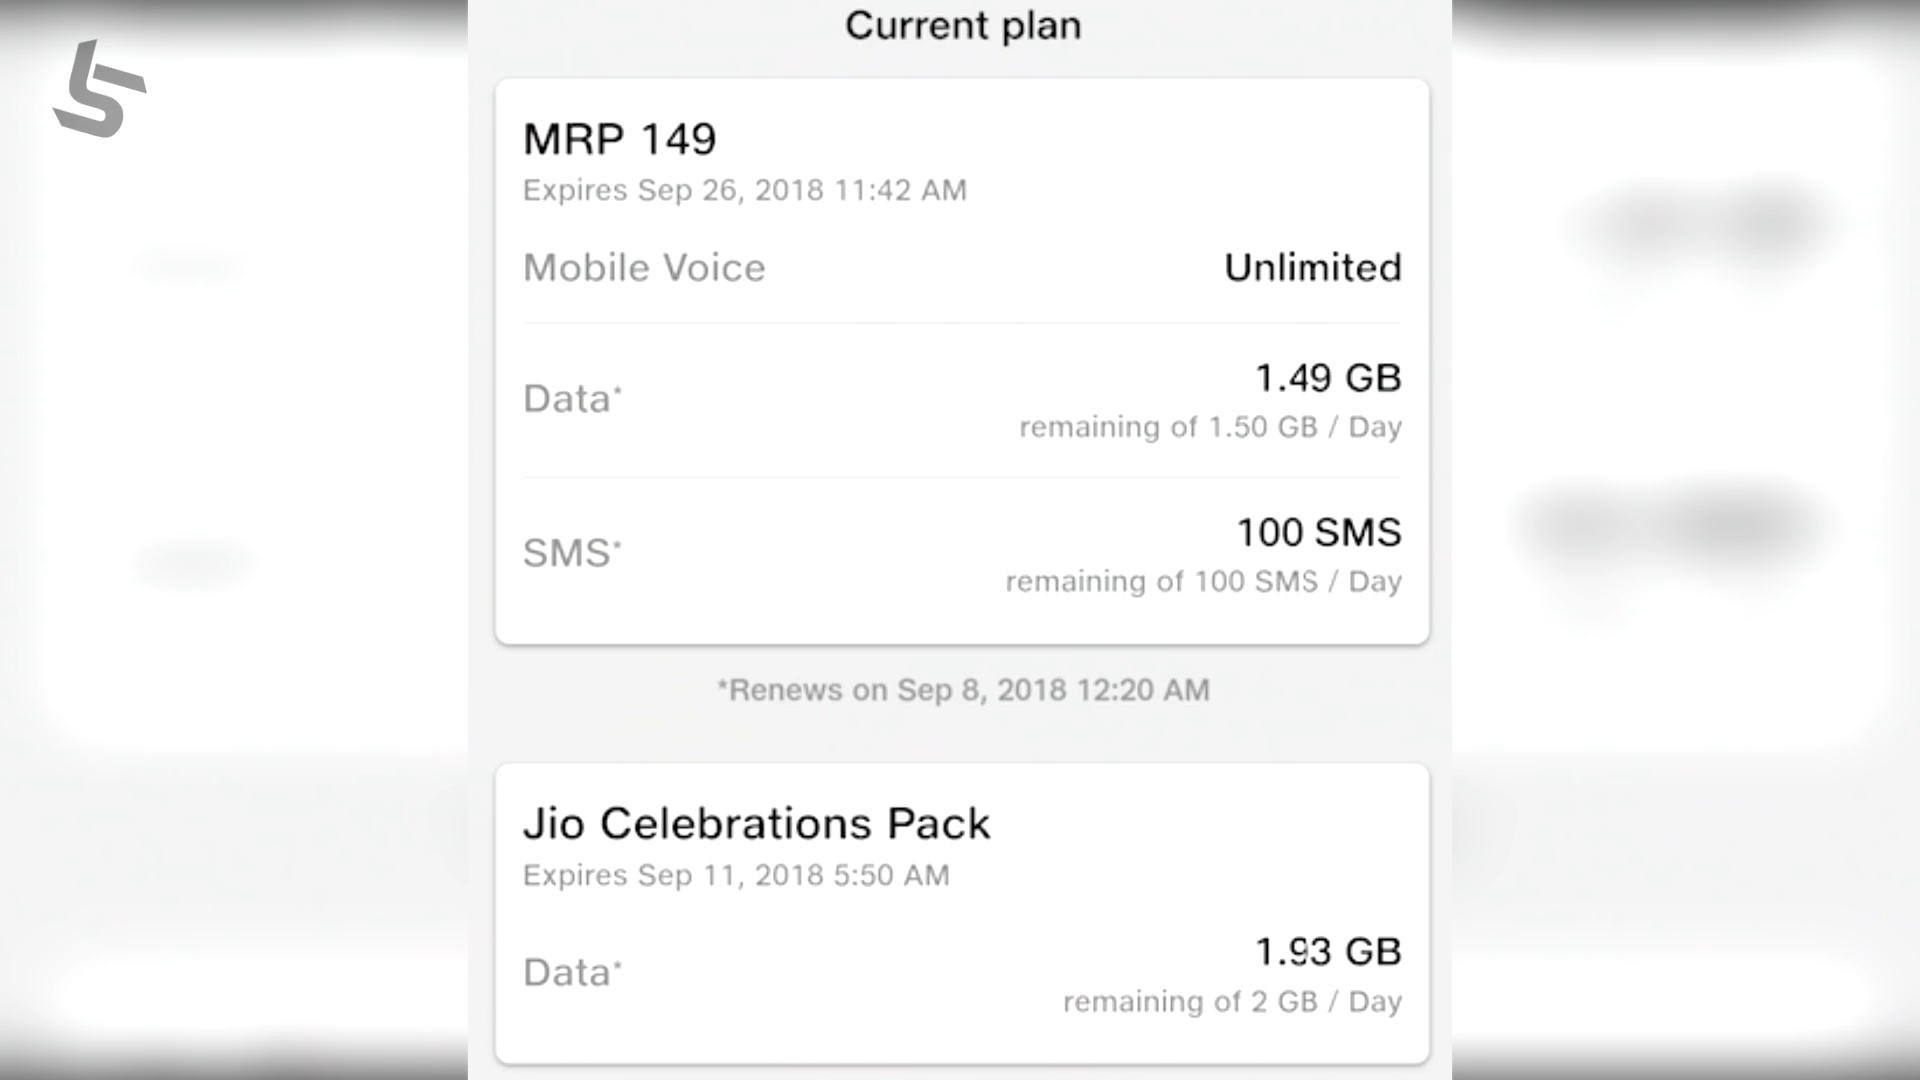 Current plan
MRP 149
Expires Sep 26, 2018 11:42 AM
Mobile Voice Unlimited
Data* 1.49 GB
remaining of 1.50 GB / Day
SMS* 100 SMS
remaining of 100 SMS / Day
*Renews on Sep 8, 2018 12:20 AM
Jio Celebrations Pack
Expires Sep 11, 2018 5:50 AM
Data* 1.93 GB
remaining of 2 GB / Day